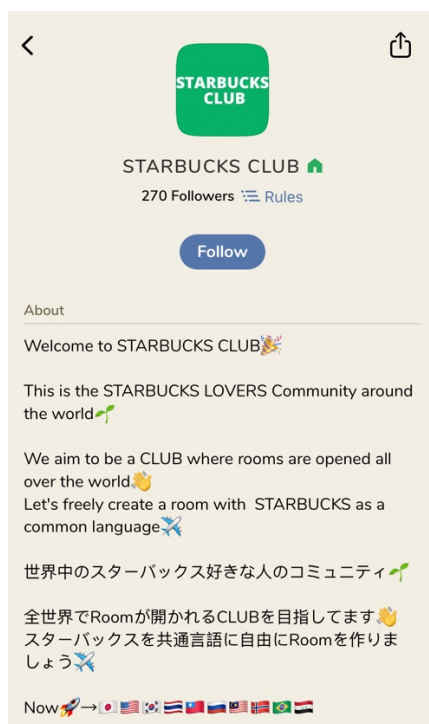 STARBUCKS
CLUB
STARBUCKS CLUB
270 Followers Rules
Follow
About
Welcome to STARBUCKS CLUB🎉
This is the STARBUCKS LOVERS Community around
the world🌱
We aim to be a CLUB where rooms are opened all
over the world👋
Let's freely create a room with STARBUCKS as a
common language✈️
世界中のスターバックス好きな人のコミュニティ🌱
全世界でRoomが開かれるCLUBを目指してます👋
スターバックスを共通言語に自由にRoomを作りま
しょう✈️
Now🚀→🇯🇵🇺🇸🇰🇷🇹🇭🇹🇼🇷🇺🇲🇾🇳🇴🇧🇷🇮🇶